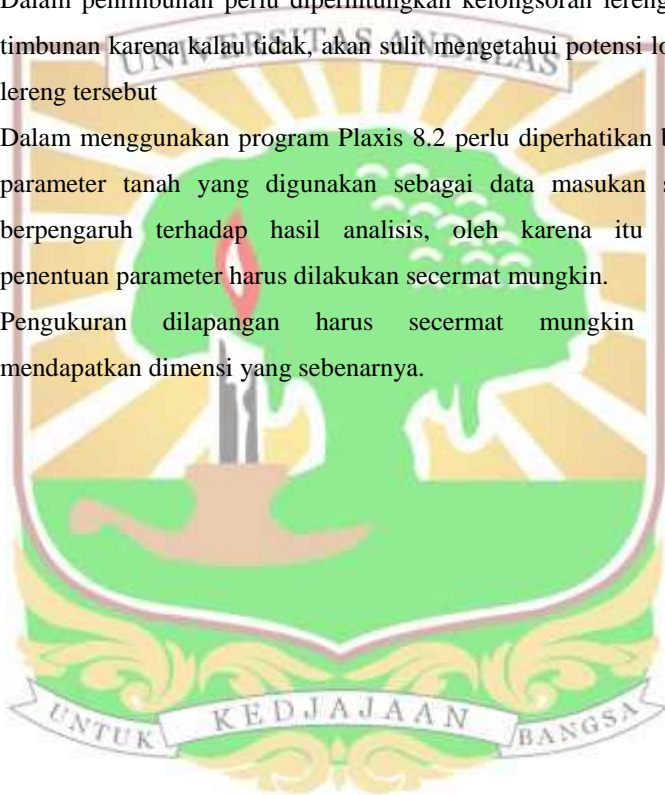 Dalam penimbunan perlu diperhitungkan kelongsoran lereng
timbunan karena kalau tidak, akan sulit mengetahui potensi
UNIVERSITAS ANDALAS
lereng tersebut
Dalam menggunakan program Plaxis 8.2 perlu diperhatikan
parameter tanah yang digunakan sebagai data masukan
berpengaruh terhadap hasil analisis, oleh karena itu
penentuan parameter harus dilakukan secermat mungkin.
Pengukuran dilapangan harus secermat mungkin
mendapatkan dimensi yang sebenarnya.
UNTUK KEDJAJAAN BANGSA